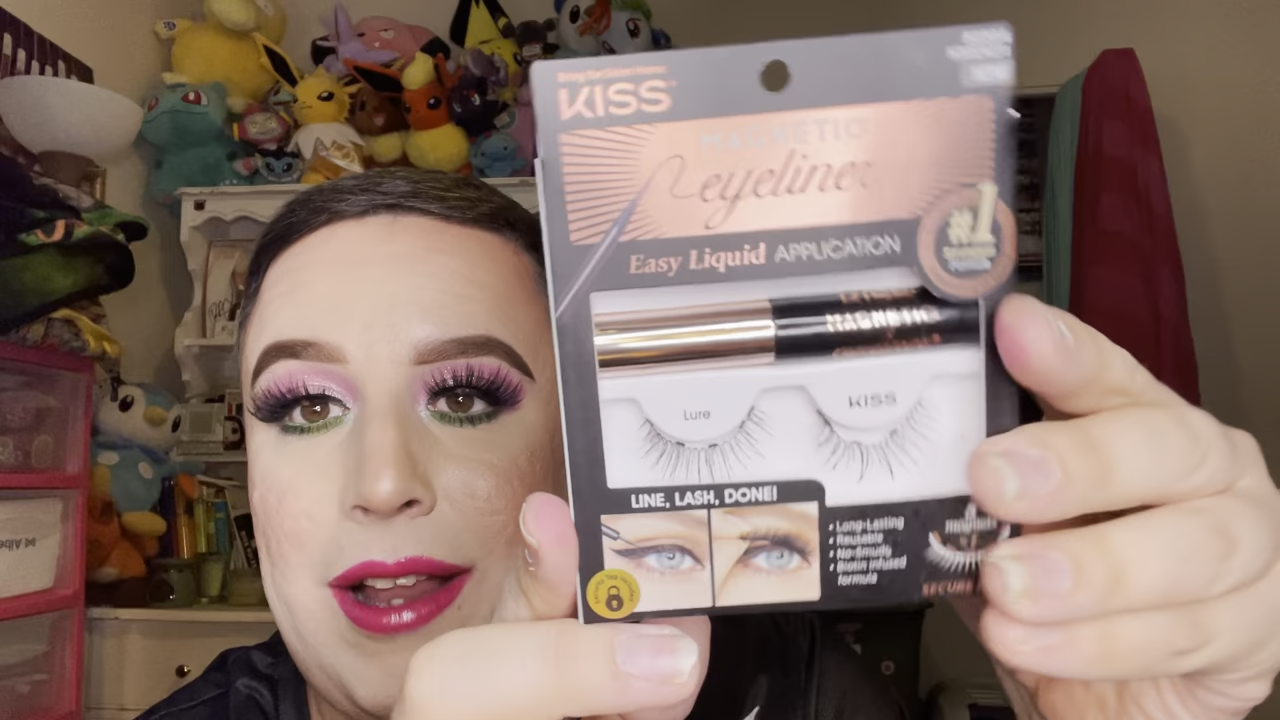 KISS
MAGNETIC
eyeliner
Easy Liquid APPLICATION
#1
MAGNETIC
Lure
KISS
LINE, LASH, DONE!
• Long-Lasting
• Reusable
• No-Smudge
• Biotin infused
formula